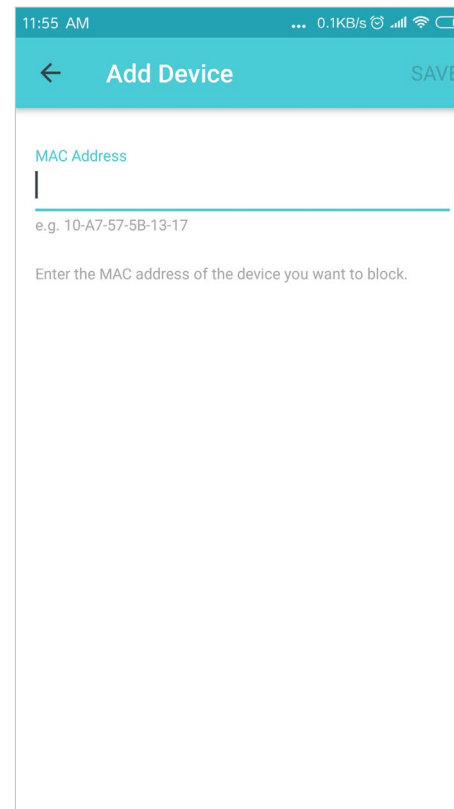 11:55 AM ... 0.1KB/s
Add Device SAVE
MAC Address
e.g. 10-A7-57-5B-13-17
Enter the MAC address of the device you want to block.